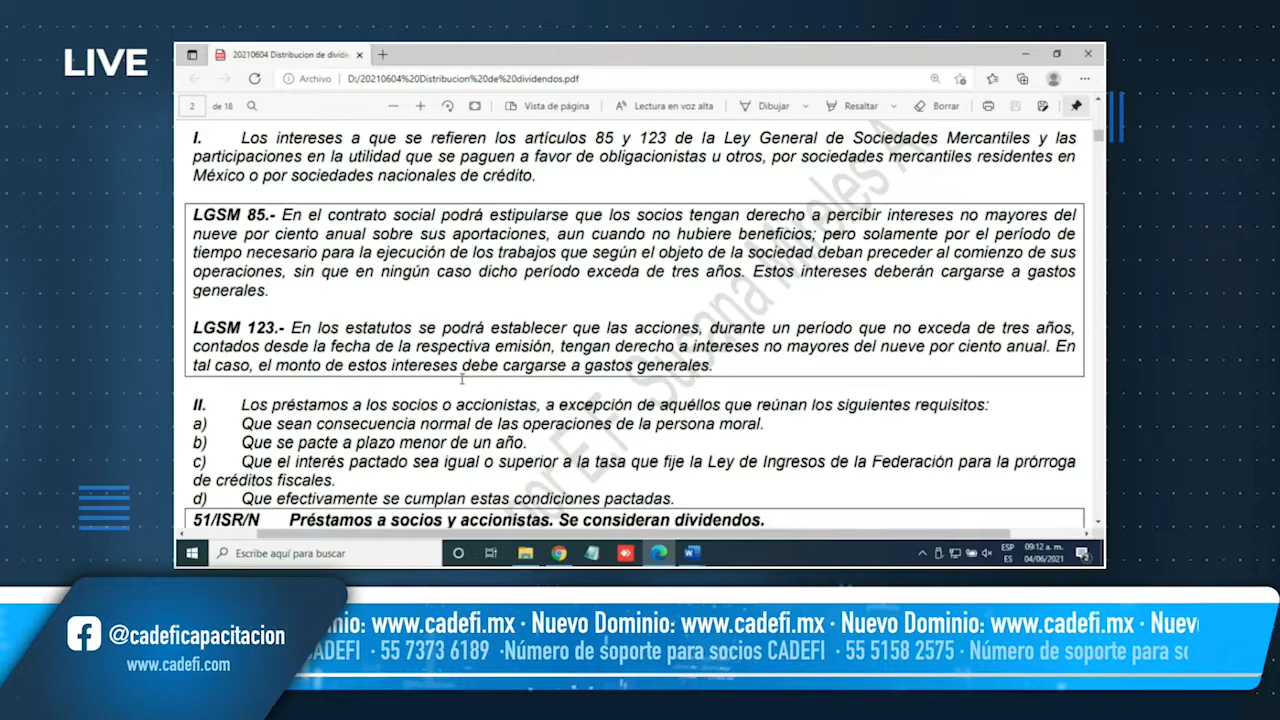 LIVE
20210604 Distribucion de divide
Archivo
D:/20210604%20Distribucion%20de%20dividendos.pdf
2 de 18
Vista de página
Lectura en voz alta
Dibujar
Resaltar
Borrar
I. Los intereses a que se refieren los artículos 85 y 123 de la Ley General de Sociedades Mercantiles y las
participaciones en la utilidad que se paguen a favor de obligacionistas u otros, por sociedades mercantiles residentes en
México o por sociedades nacionales de crédito.
LGSM 85.- En el contrato social podrá estipularse que los socios tengan derecho a percibir intereses no mayores del
nueve por ciento anual sobre sus aportaciones, aun cuando no hubiere beneficios; pero solamente por el período de
tiempo necesario para la ejecución de los trabajos que según el objeto de la sociedad deban preceder al comienzo de sus
operaciones, sin que en ningún caso dicho período exceda de tres años. Estos intereses deberán cargarse a gastos
generales.
LGSM 123.- En los estatutos se podrá establecer que las acciones, durante un período que no exceda de tres años,
contados desde la fecha de la respectiva emisión, tengan derecho a intereses no mayores del nueve por ciento anual. En
tal caso, el monto de estos intereses debe cargarse a gastos generales.
II. Los préstamos a los socios o accionistas, a excepción de aquéllos que reúnan los siguientes requisitos:
a) Que sean consecuencia normal de las operaciones de la persona moral.
b) Que se pacte a plazo menor de un año.
c) Que el interés pactado sea igual o superior a la tasa que fije la Ley de Ingresos de la Federación para la prórroga
de créditos fiscales.
d) Que efectivamente se cumplan estas condiciones pactadas.
51/ISR/N Préstamos a socios y accionistas. Se consideran dividendos.
por E.F. Susana Mireles A
Escribe aquí para buscar
ESP
ES
09:12 a. m.
04/06/2021
2
@cadeficapacitacion
www.cadefi.com
inio: www.cadefi.mx · Nuevo Dominio: www.cadefi.mx · Nuevo Dominio: www.cadefi.mx · Nuev
CADEFI · 55 7373 6189 ·Número de soporte para socios CADEFI · 55 5158 2575 · Número de soporte para so